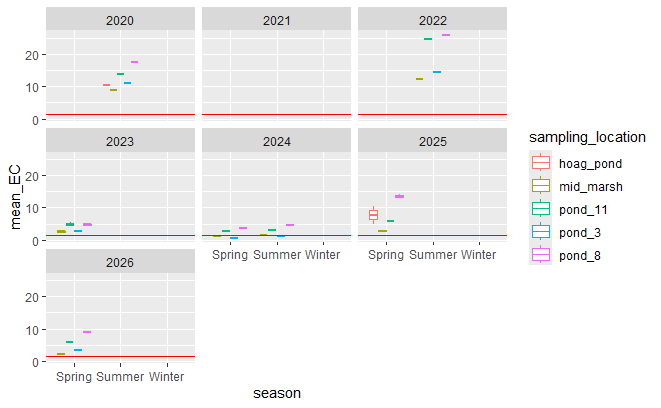 2020
2021
2022
20
10
0
2023
2024
2025
sampling_location
hoag_pond
mid_marsh
pond_11
pond_3
pond_8
mean_EC
20
10
0
Spring Summer Winter
Spring Summer Winter
2026
20
10
0
Spring Summer Winter
season